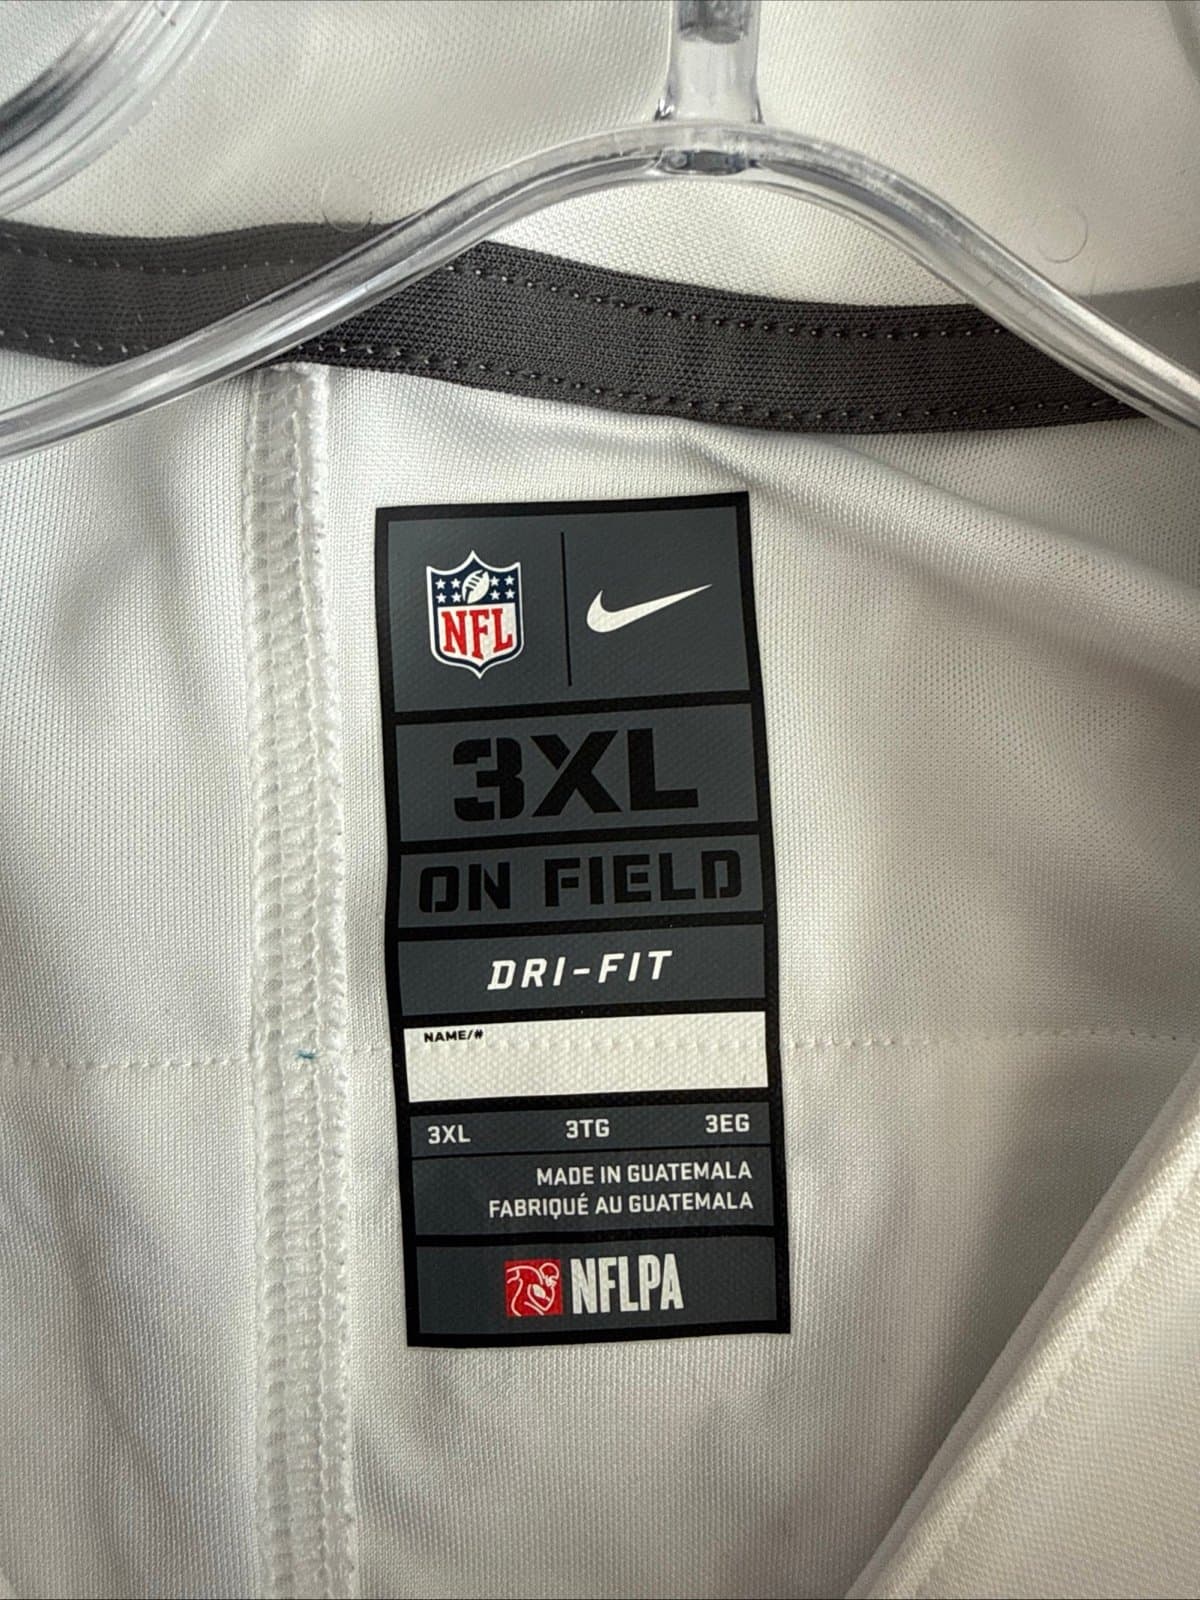 NFL
3XL
ON FIELD
DRI-FIT
NAME/#
3XL 3TG 3EG
MADE IN GUATEMALA
FABRIQUÉ AU GUATEMALA
NFLPA